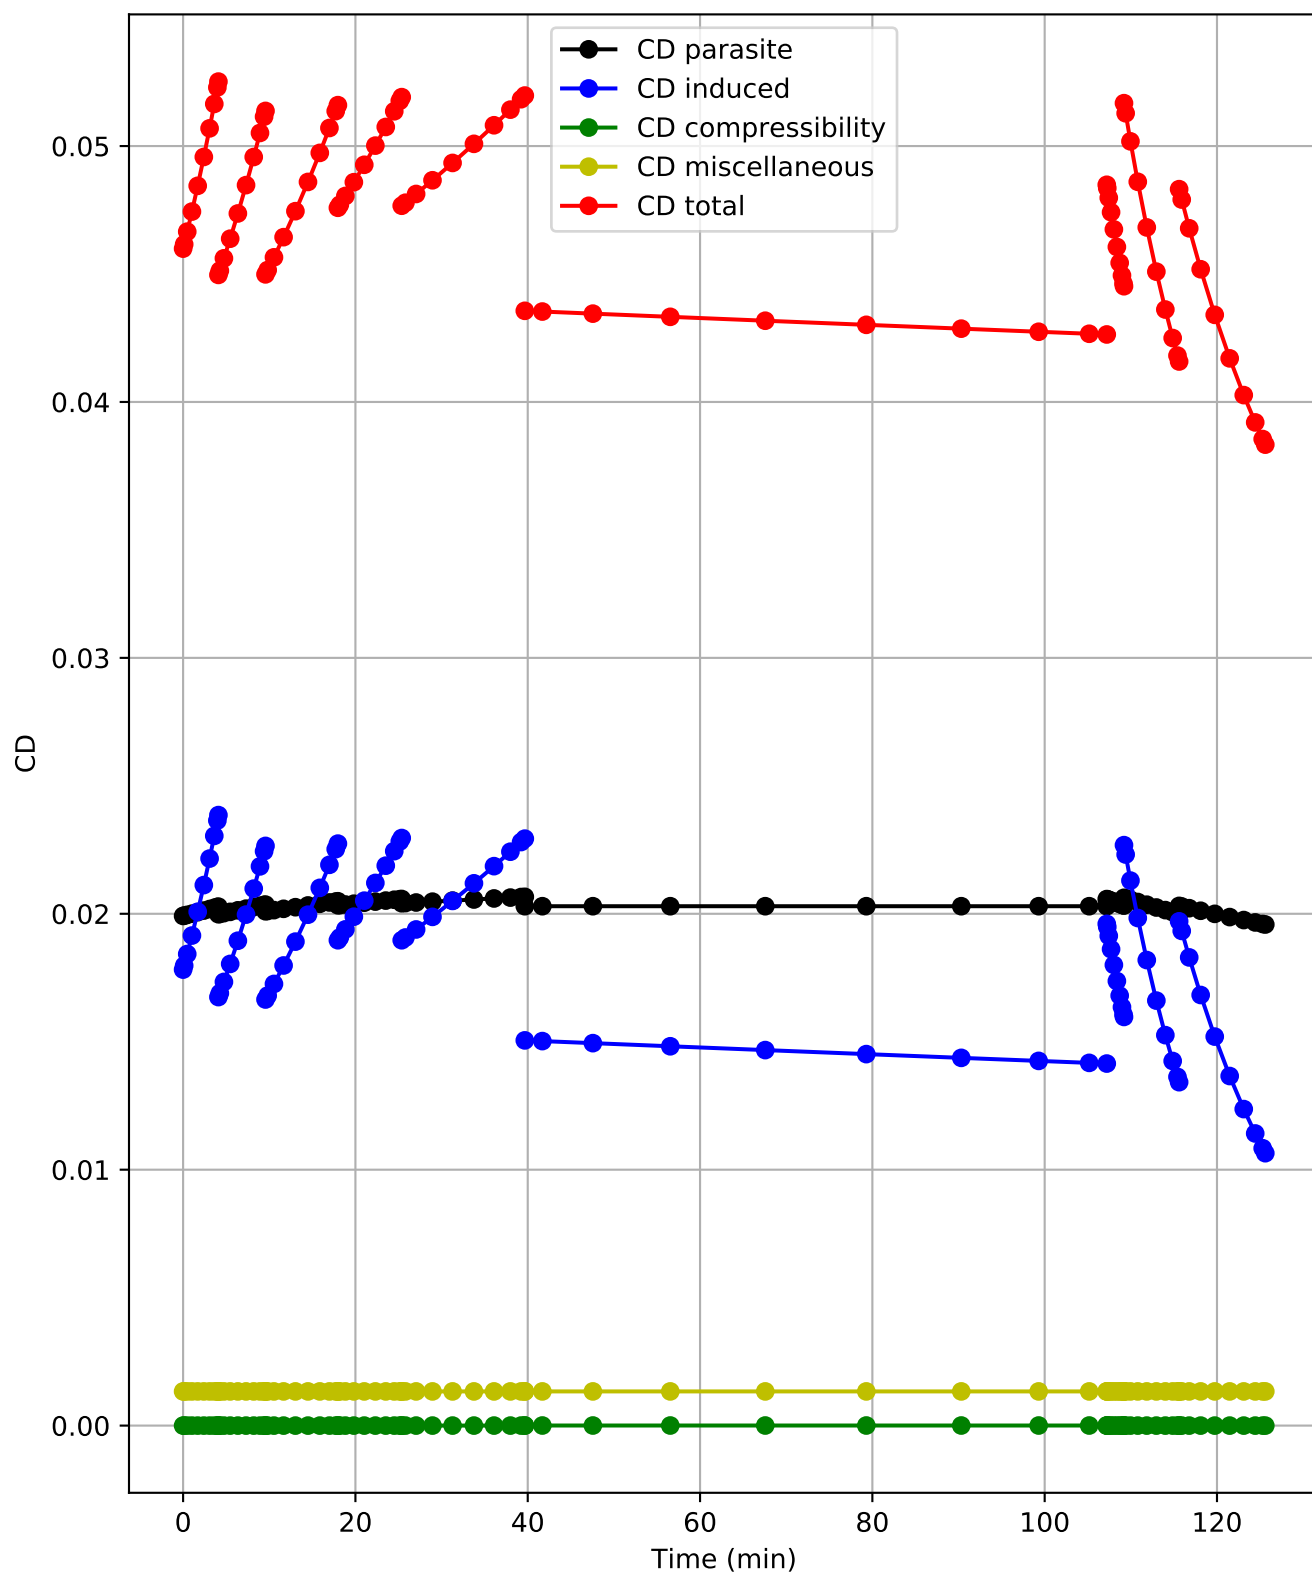 CD parasite
CD induced
CD compressibility
CD miscellaneous
CD total
0.05
0.04
0.03
0.02
0.01
0.00
CD
0 20 40 60 80 100 120
Time (min)